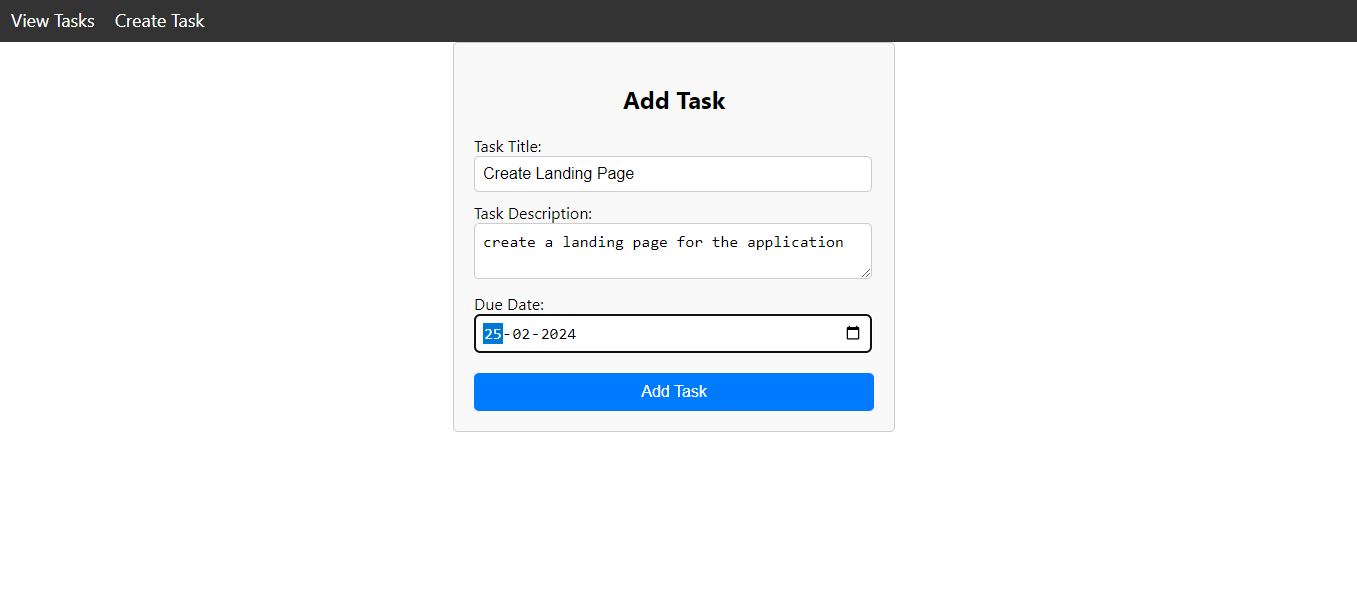 View Tasks Create Task
Add Task
Task Title:
Create Landing Page
Task Description:
create a landing page for the application
Due Date:
25-02-2024
Add Task